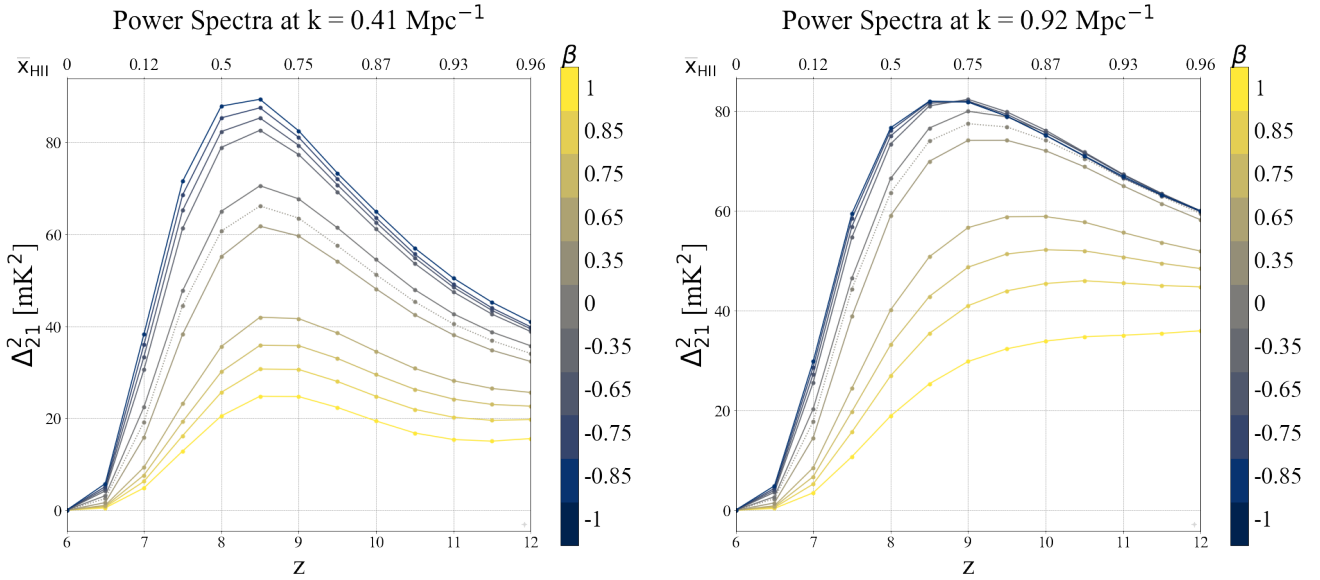 Power Spectra at k = 0.41 Mpc⁻¹
x̄HII
0 0.12 0.5 0.75 0.87 0.93 0.96
β
1
0.85
0.75
0.65
0.35
0
-0.35
-0.65
-0.75
-0.85
-1
Δ²21 [mK²]
80
60
40
20
0
6 7 8 9 10 11 12
z
Power Spectra at k = 0.92 Mpc⁻¹
x̄HII
0 0.12 0.5 0.75 0.87 0.93 0.96
β
1
0.85
0.75
0.65
0.35
0
-0.35
-0.65
-0.75
-0.85
-1
Δ²21 [mK²]
80
60
40
20
0
6 7 8 9 10 11 12
z